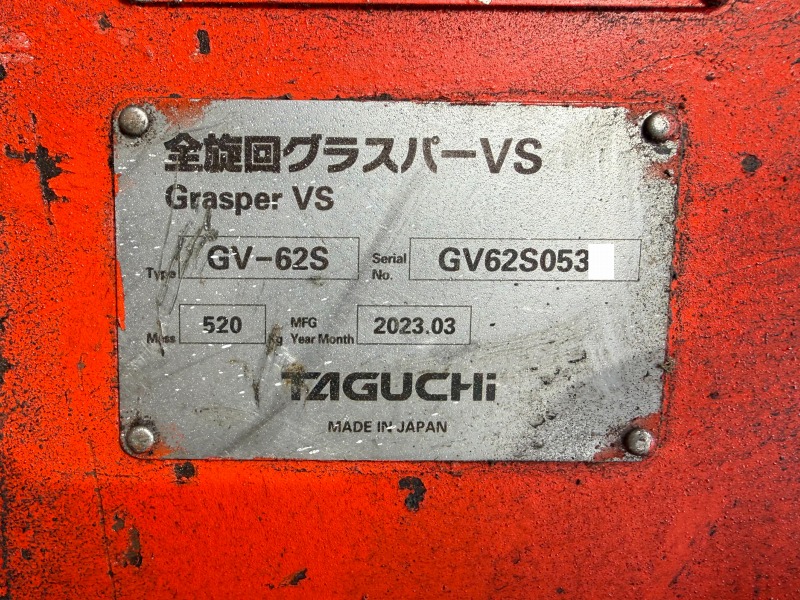 全旋回グラスパーVS
Grasper VS
Type GV-62S Serial No. GV62S053
Mass 520 Kg MFG Year Month 2023.03
TAGUCHi
MADE IN JAPAN